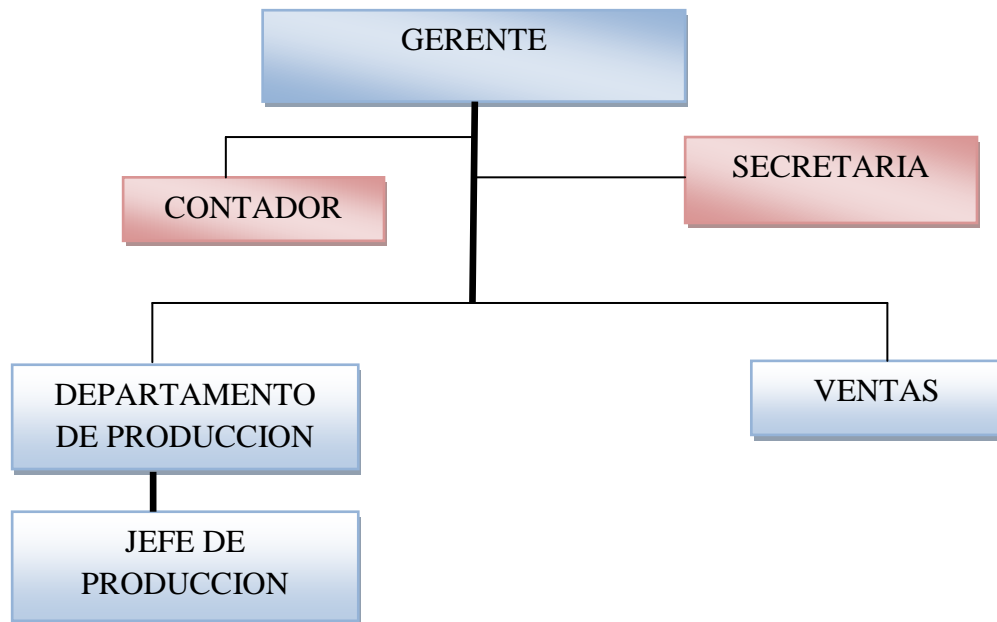 GERENTE
SECRETARIA
CONTADOR
DEPARTAMENTO
DE PRODUCCION
VENTAS
JEFE DE
PRODUCCION